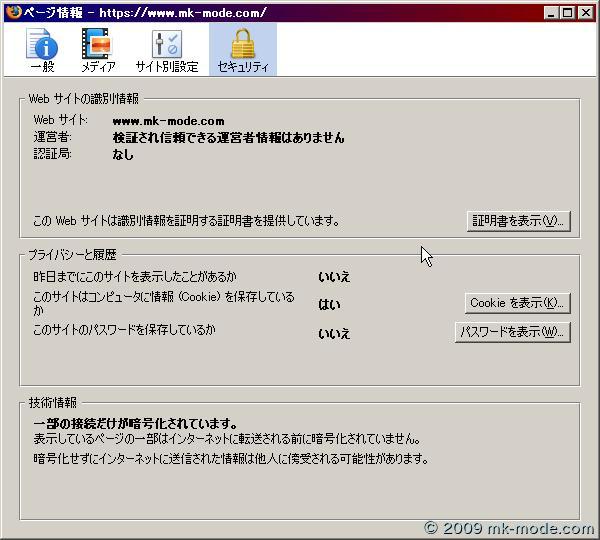 ページ情報 - https://www.mk-mode.com/
一般
メディア
サイト別設定
セキュリティ
Web サイトの識別情報
Web サイト: www.mk-mode.com
運営者: 検証され信頼できる運営者情報はありません
認証局: なし
この Web サイトは識別情報を証明する証明書を提供しています。
証明書を表示(V)...
プライバシーと履歴
昨日までにこのサイトを表示したことがあるか いいえ
このサイトはコンピュータに情報 (Cookie) を保存している
か
はい
Cookie を表示(K)...
このサイトのパスワードを保存しているか いいえ
パスワードを表示(W)...
技術情報
一部の接続だけが暗号化されています。
表示しているページの一部はインターネットに転送される前に暗号化されていません。
暗号化せずにインターネットに送信された情報は他人に傍受される可能性があります。
© 2009 mk-mode.com